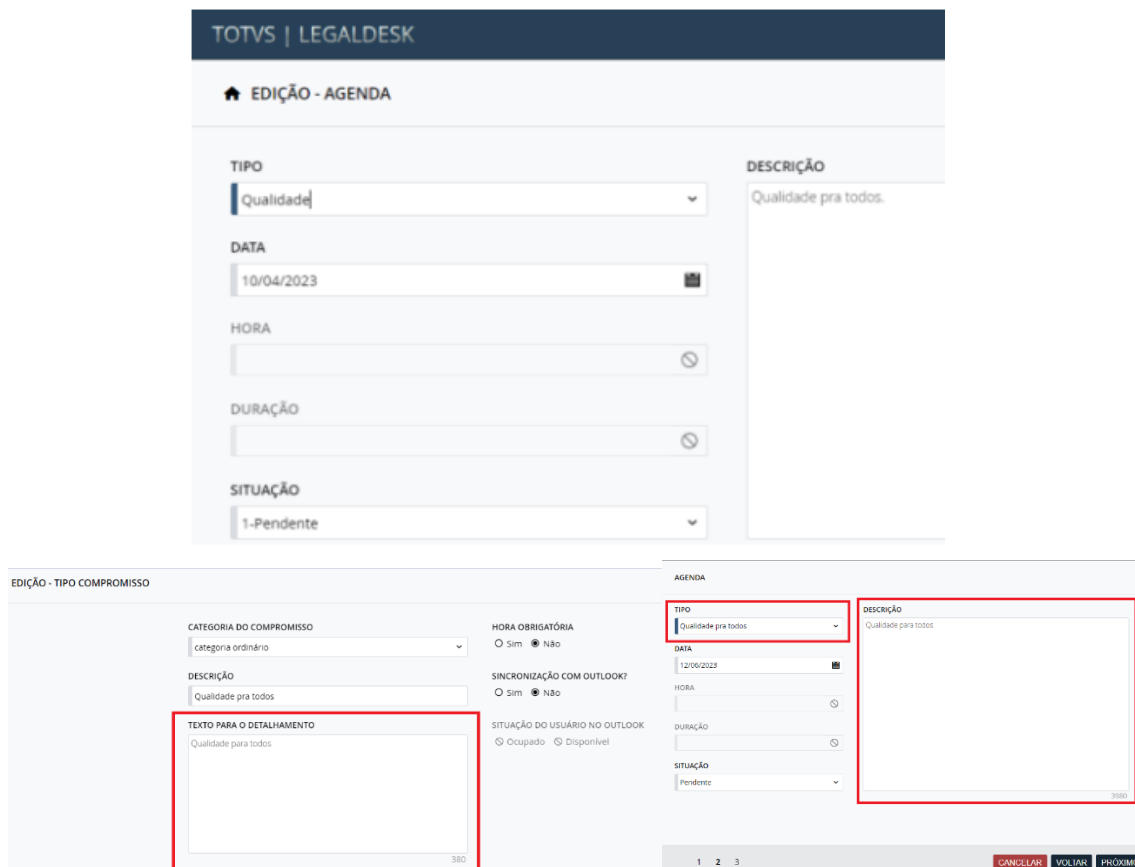 TOTVS | LEGALDESK
EDIÇÃO - AGENDA
TIPO
Qualidade
DATA
10/04/2023
HORA
DURAÇÃO
SITUAÇÃO
1-Pendente
DESCRIÇÃO
Qualidade pra todos.
EDIÇÃO - TIPO COMPROMISSO
CATEGORIA DO COMPROMISSO
categoria ordinário
DESCRIÇÃO
Qualidade pra todos
TEXTO PARA O DETALHAMENTO
Qualidade para todos
380
HORA OBRIGATÓRIA
Sim Não
SINCRONIZAÇÃO COM OUTLOOK?
Sim Não
SITUAÇÃO DO USUÁRIO NO OUTLOOK
Ocupado Disponível
AGENDA
TIPO
Qualidade pra todos
DATA
12/06/2023
HORA
DURAÇÃO
SITUAÇÃO
Pendente
DESCRIÇÃO
Qualidade para todos
3980
1 2 3
CANCELAR VOLTAR PRÓXIMO